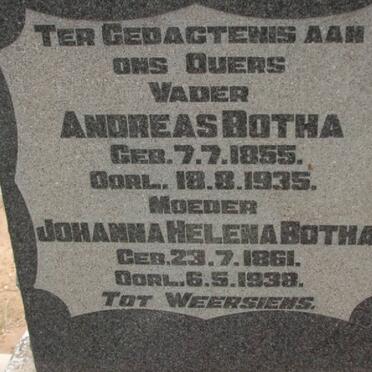 TER GEDAGTENIS AAN
ONS OUERS
VADER
ANDREAS BOTHA
GEB. 7.7.1855.
OORL. 18.8.1935.
MOEDER
JOHANNA HELENA BOTHA
GEB. 23.7.1861.
OORL. 6.5.1938.
TOT WEERSIENS.